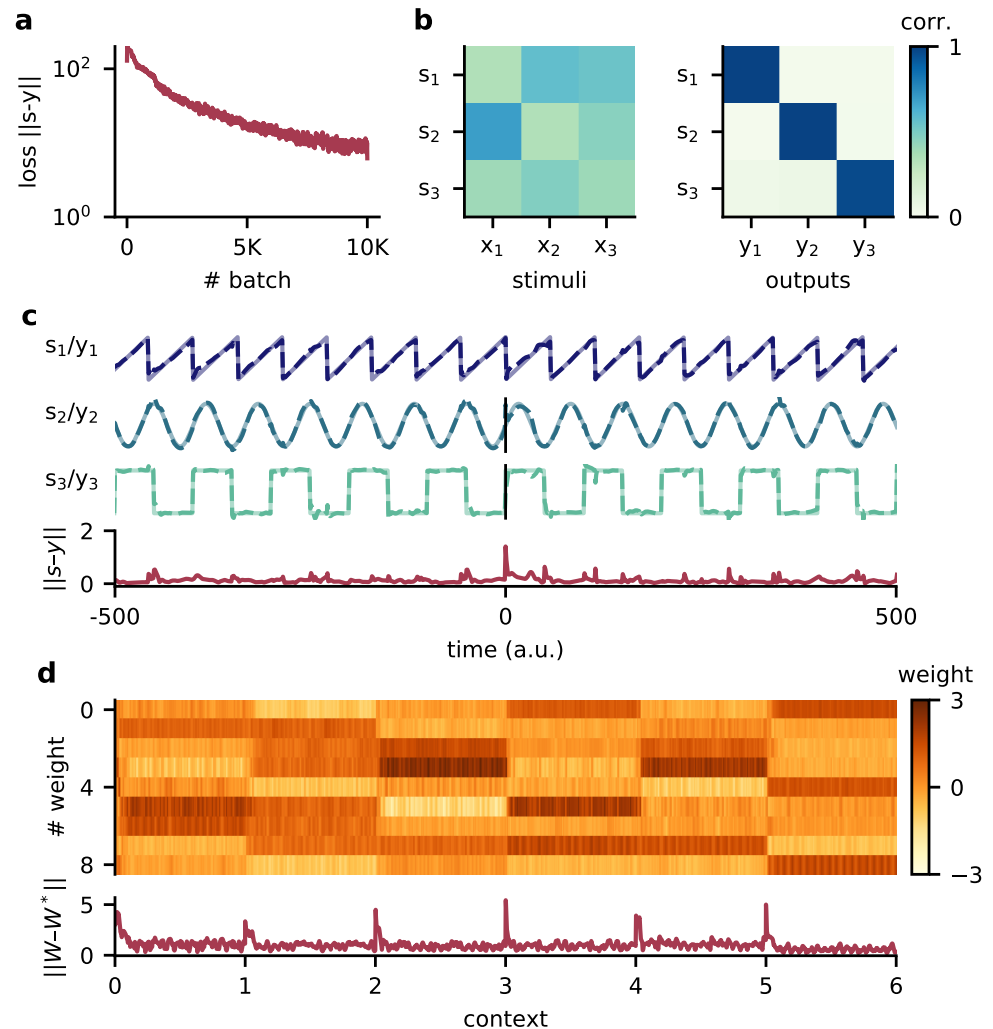 a
loss ||s-y||
10²
10⁰
0 5K 10K
# batch
b
s₁
s₂
s₃
x₁ x₂ x₃
stimuli
s₁
s₂
s₃
y₁ y₂ y₃
outputs
corr.
1
0
c
s₁/y₁
s₂/y₂
s₃/y₃
||s–y||
2
0
-500 0 500
time (a.u.)
d
# weight
0
4
8
weight
3
0
−3
||W–W*||
5
0
0 1 2 3 4 5 6
context